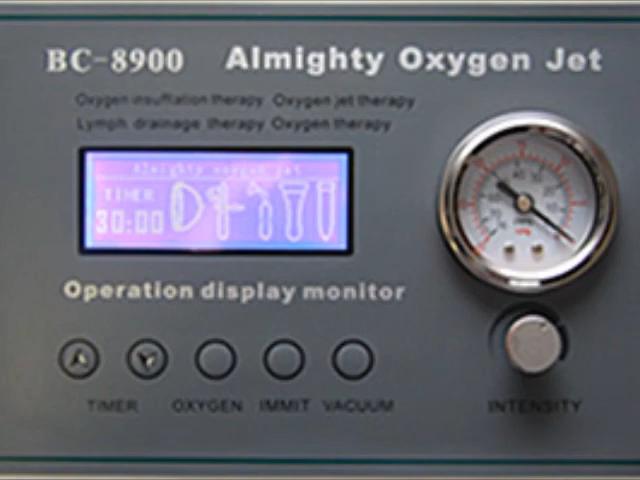 BC-8900 Almighty Oxygen Jet
Oxygen insufflation therapy Oxygen jet therapy
Lymph drainage therapy Oxygen therapy
Almighty oxygen jet
TIMER
30:00
Operation display monitor
TIMER OXYGEN IMMIT VACUUM INTENSITY